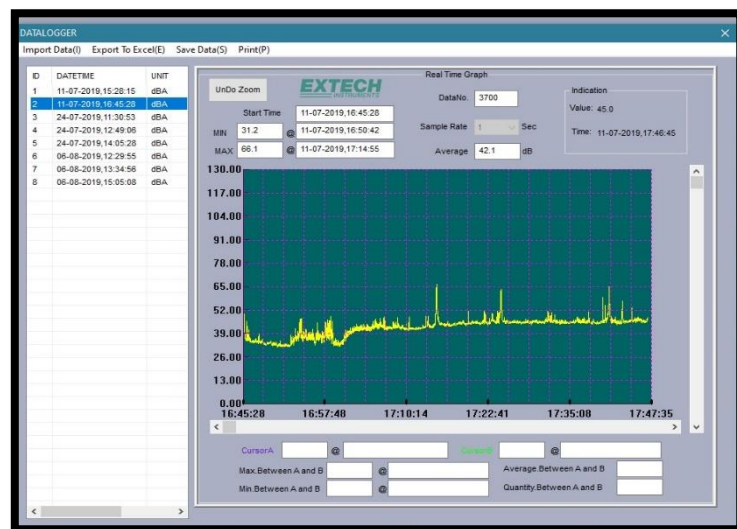 DATALOGGER
Import Data(I) Export To Excel(E) Save Data(S) Print(P)
ID DATETIME UNIT
1 11-07-2019,15:28:15 dBA
2 11-07-2019,16:45:28 dBA
3 24-07-2019,11:30:53 dBA
4 24-07-2019,12:49:06 dBA
5 24-07-2019,14:05:28 dBA
6 06-08-2019,12:29:55 dBA
7 06-08-2019,13:34:56 dBA
8 06-08-2019,15:05:08 dBA
Real Time Graph
UnDo Zoom
EXTECH
INSTRUMENTS
DataNo. 3700
Indication
Value: 45.0
Time: 11-07-2019,17:46:45
Start Time 11-07-2019,16:45:28
MIN 31.2 @ 11-07-2019,16:50:42
Sample Rate 1 Sec
MAX 66.1 @ 11-07-2019,17:14:55
Average 42.1 dB
130.00
117.00
104.00
91.00
78.00
65.00
52.00
39.00
26.00
13.00
0.00
16:45:28 16:57:48 17:10:14 17:22:41 17:35:08 17:47:35
CursorA @ CursorB @
Max.Between A and B @ Average.Between A and B
Min.Between A and B @ Quantity.Between A and B